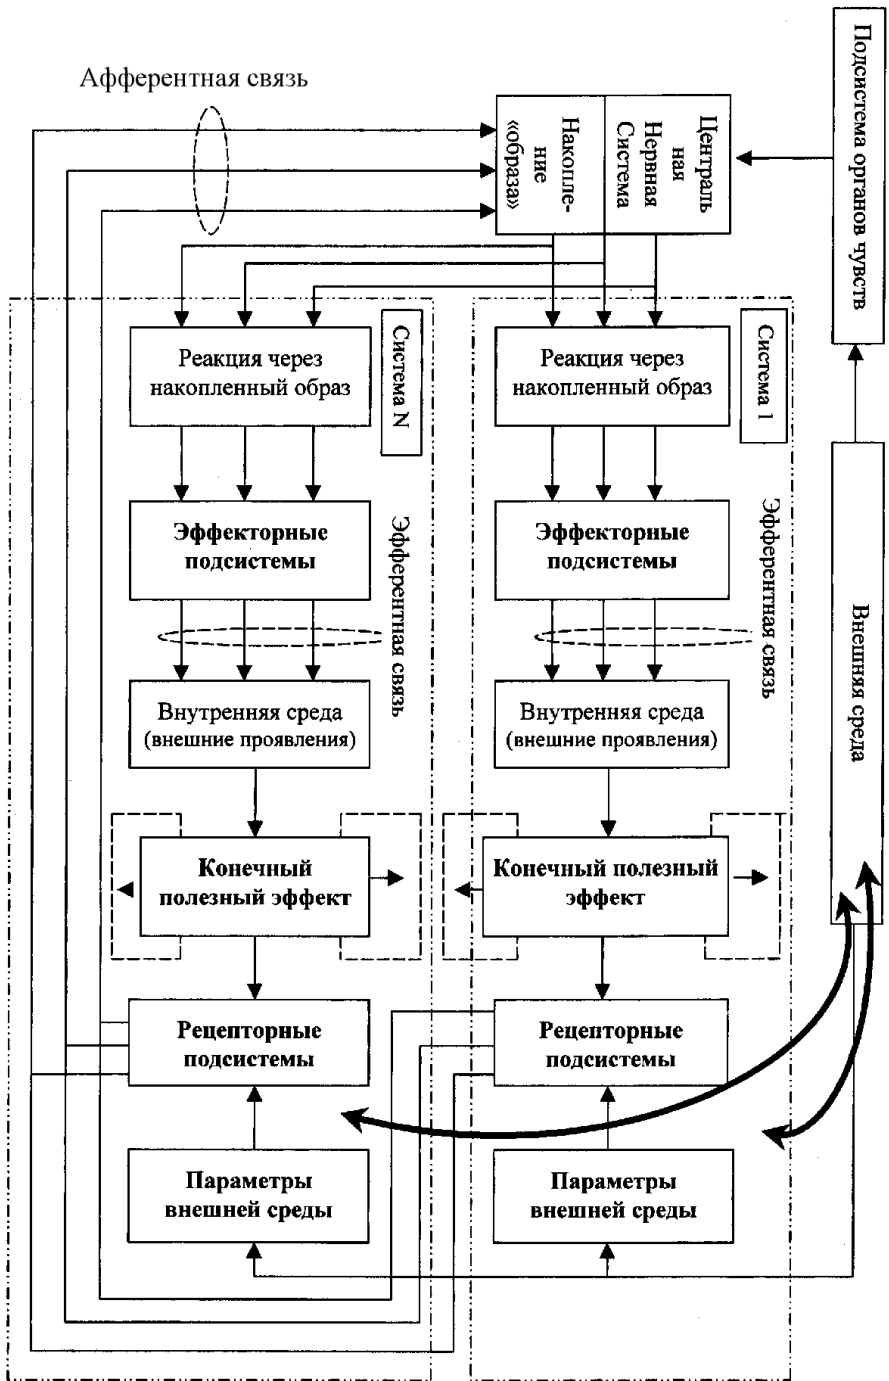 Афферентная связь
Накопле-
ние
«образа»
Централь
ная
Нервная
Система
Подсистема органов чувств
Реакция через
накопленный образ
Система N
Реакция через
накопленный образ
Система 1
Эффекторные
подсистемы
Эфферентная связь
Эффекторные
подсистемы
Эфферентная связь
Внешняя среда
Внутренняя среда
(внешние проявления)
Внутренняя среда
(внешние проявления)
Конечный
полезный эффект
Конечный полезный
эффект
Рецепторные
подсистемы
Рецепторные
подсистемы
Параметры
внешней среды
Параметры
внешней среды